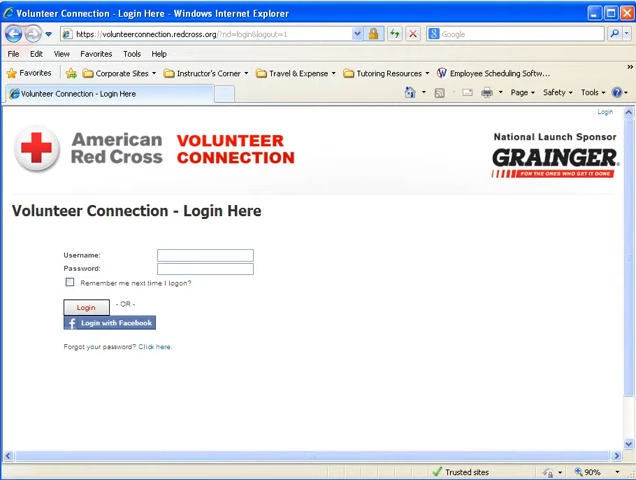 Volunteer Connection - Login Here - Windows Internet Explorer
https://volunteerconnection.redcross.org/?nd=login&logout=1
Google
File Edit View Favorites Tools Help
Favorites Corporate Sites Instructor's Corner Travel & Expense Tutoring Resources Employee Scheduling Softw...
Volunteer Connection - Login Here
Page Safety Tools
Login
American Red Cross
VOLUNTEER CONNECTION
National Launch Sponsor
GRAINGER
FOR THE ONES WHO GET IT DONE
Volunteer Connection - Login Here
Username:
Password:
Remember me next time I logon?
Login - OR -
Login with Facebook
Forgot your password? Click here.
Trusted sites 90%